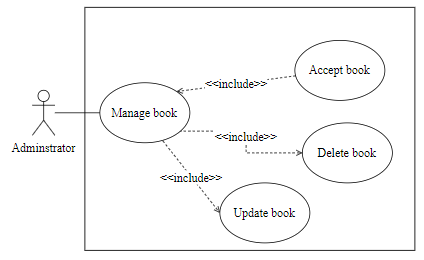 Accept book
<<include>>
Manage book
<<include>>
Adminstrator
Delete book
<<include>>
Update book